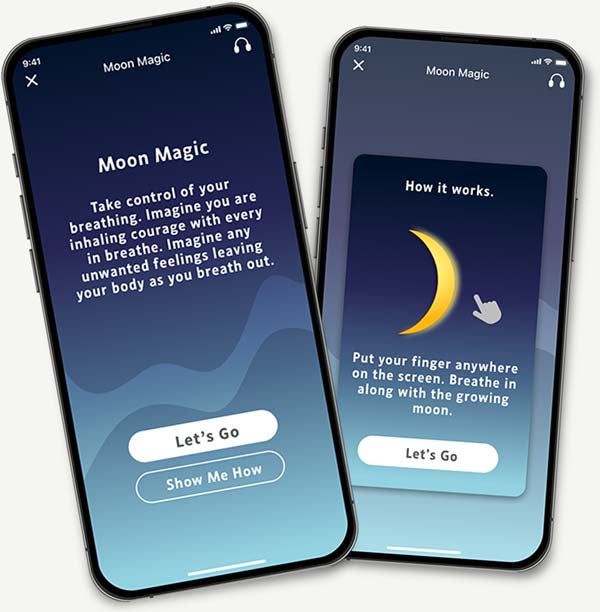 9:41
Moon Magic
Moon Magic
Take control of your
breathing. Imagine you are
inhaling courage with every
in breathe. Imagine any
unwanted feelings leaving
your body as you breath out.
Let's Go
Show Me How
9:41
Moon Magic
How it works.
Put your finger anywhere
on the screen. Breathe in
along with the growing
moon.
Let's Go